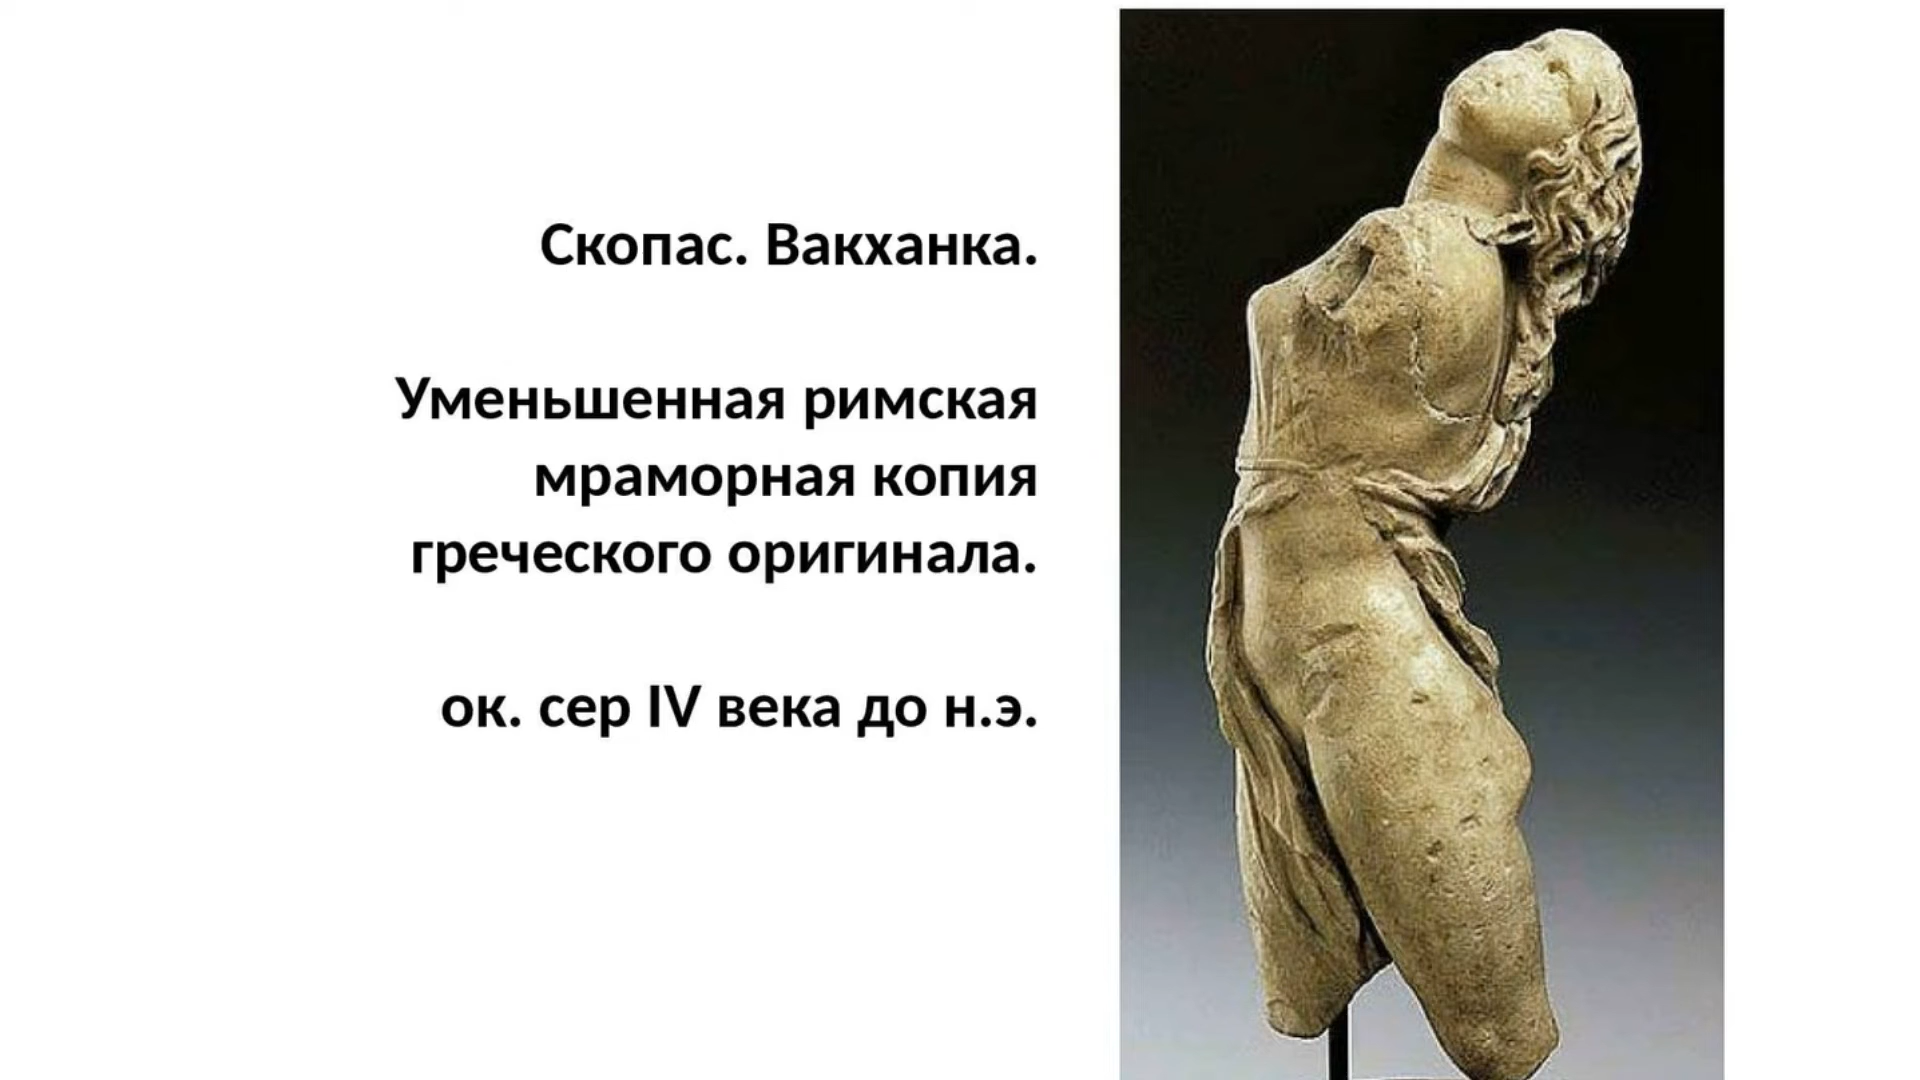 Скопас. Вакханка.
Уменьшенная римская
мраморная копия
греческого оригинала.
ок. сер IV века до н.э.